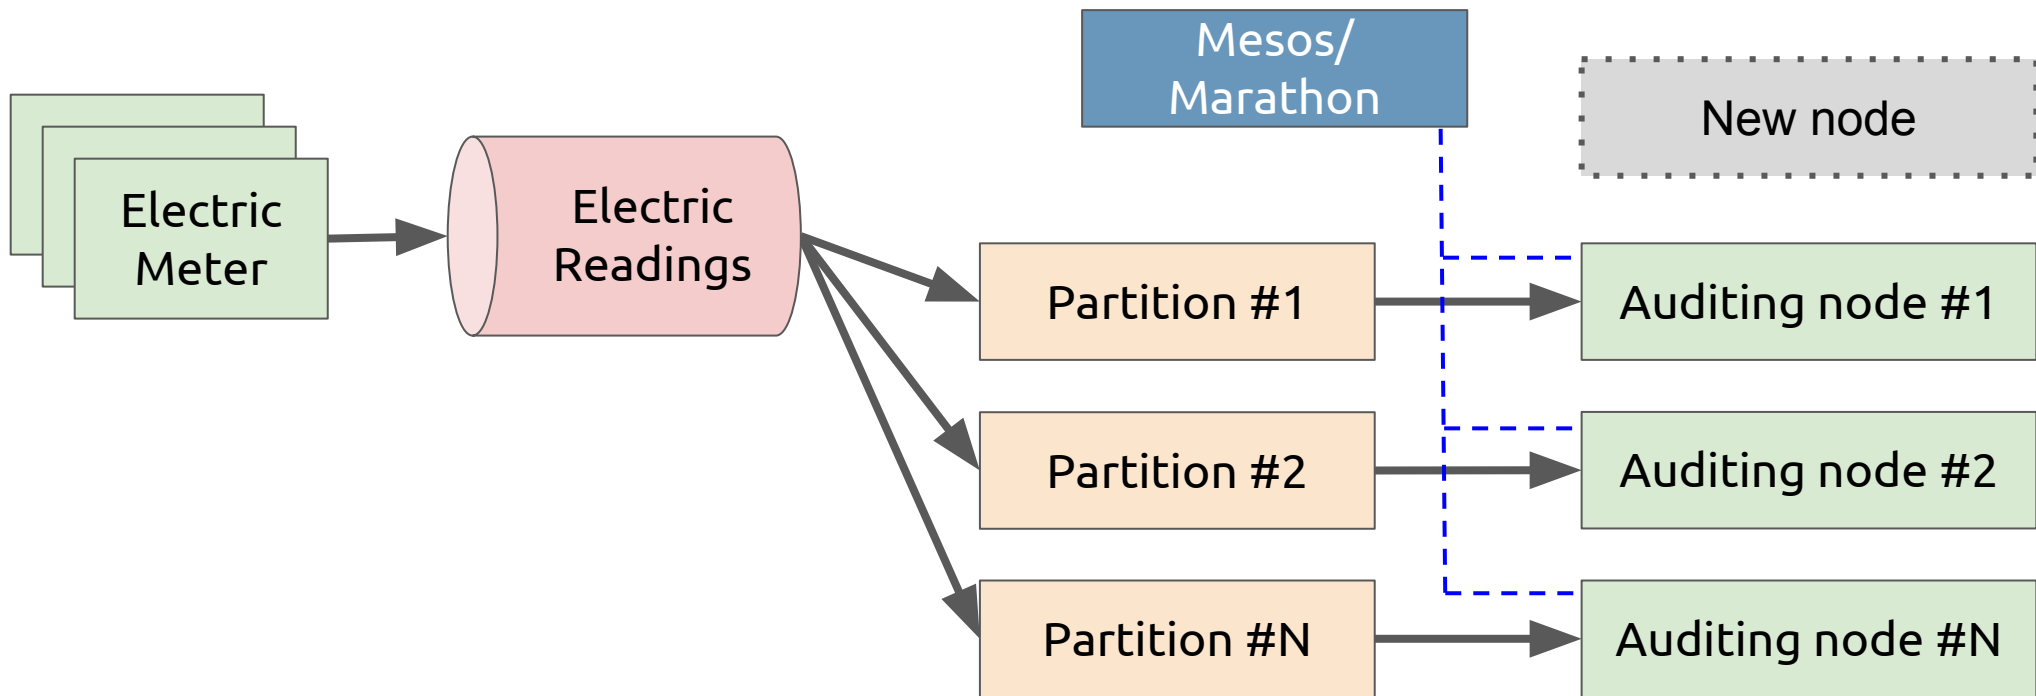 Mesos/
Marathon
New node
Electric
Meter
Electric
Readings
Partition #1
Auditing node #1
Partition #2
Auditing node #2
Partition #N
Auditing node #N